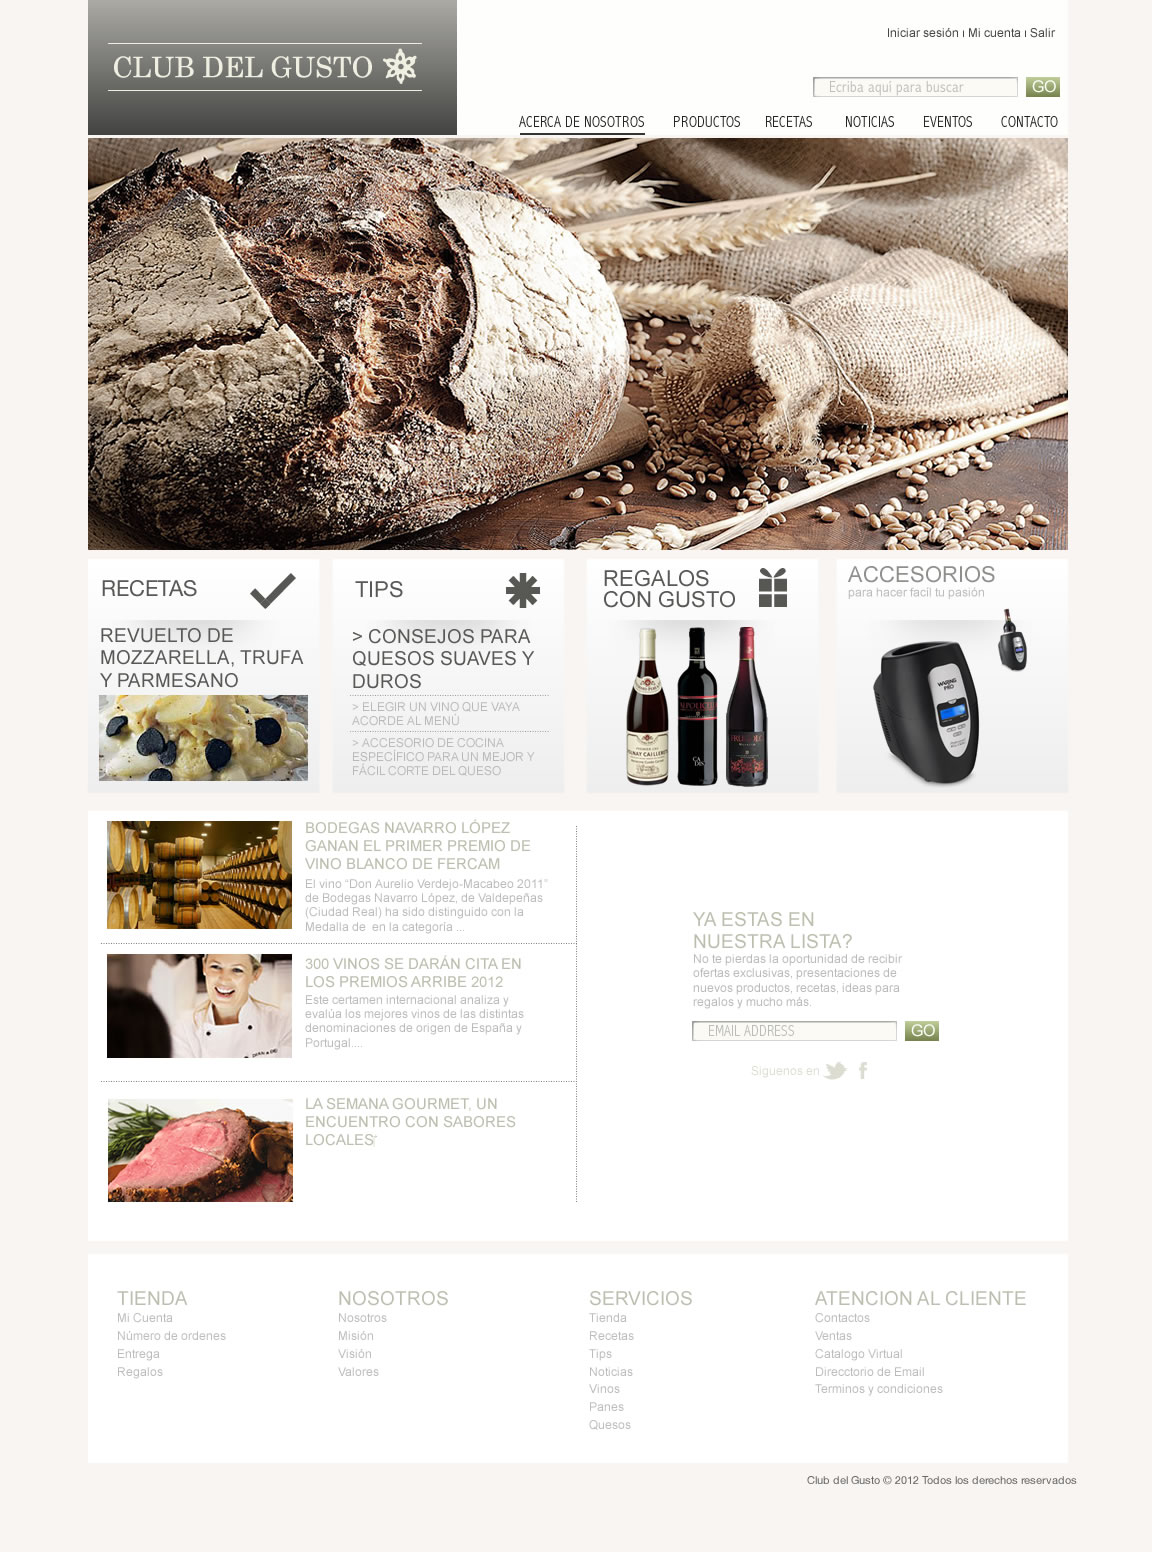 CLUB DEL GUSTO
Iniciar sesión ı Mi cuenta ı Salir
Ecriba aquí para buscar
GO
ACERCA DE NOSOTROS PRODUCTOS RECETAS NOTICIAS EVENTOS CONTACTO
RECETAS
REVUELTO DE
MOZZARELLA, TRUFA
Y PARMESANO
TIPS
> CONSEJOS PARA
QUESOS SUAVES Y
DUROS
> ELEGIR UN VINO QUE VAYA
ACORDE AL MENÚ
> ACCESORIO DE COCINA
ESPECÍFICO PARA UN MEJOR Y
FÁCIL CORTE DEL QUESO
REGALOS
CON GUSTO
ACCESORIOS
para hacer facíl tu pasión
WARING
PRO
BODEGAS NAVARRO LÓPEZ
GANAN EL PRIMER PREMIO DE
VINO BLANCO DE FERCAM
El vino “Don Aurelio Verdejo-Macabeo 2011”
de Bodegas Navarro López, de Valdepeñas
(Ciudad Real) ha sido distinguido con la
Medalla de  en la categoría ...
300 VINOS SE DARÁN CITA EN
LOS PREMIOS ARRIBE 2012
Este certamen internacional analiza y
evalúa los mejores vinos de las distintas
denominaciones de origen de España y
Portugal....
LA SEMANA GOURMET, UN
ENCUENTRO CON SABORES
LOCALES
YA ESTAS EN
NUESTRA LISTA?
No te pierdas la oportunidad de recibir
ofertas exclusivas, presentaciones de
nuevos productos, recetas, ideas para
regalos y mucho más.
EMAIL ADDRESS
GO
Siguenos en
TIENDA
Mi Cuenta
Número de ordenes
Entrega
Regalos
NOSOTROS
Nosotros
Misión
Visión
Valores
SERVICIOS
Tienda
Recetas
Tips
Noticias
Vinos
Panes
Quesos
ATENCION AL CLIENTE
Contactos
Ventas
Catalogo Virtual
Direcctorio de Email
Terminos y condiciones
Club del Gusto © 2012 Todos los derechos reservados